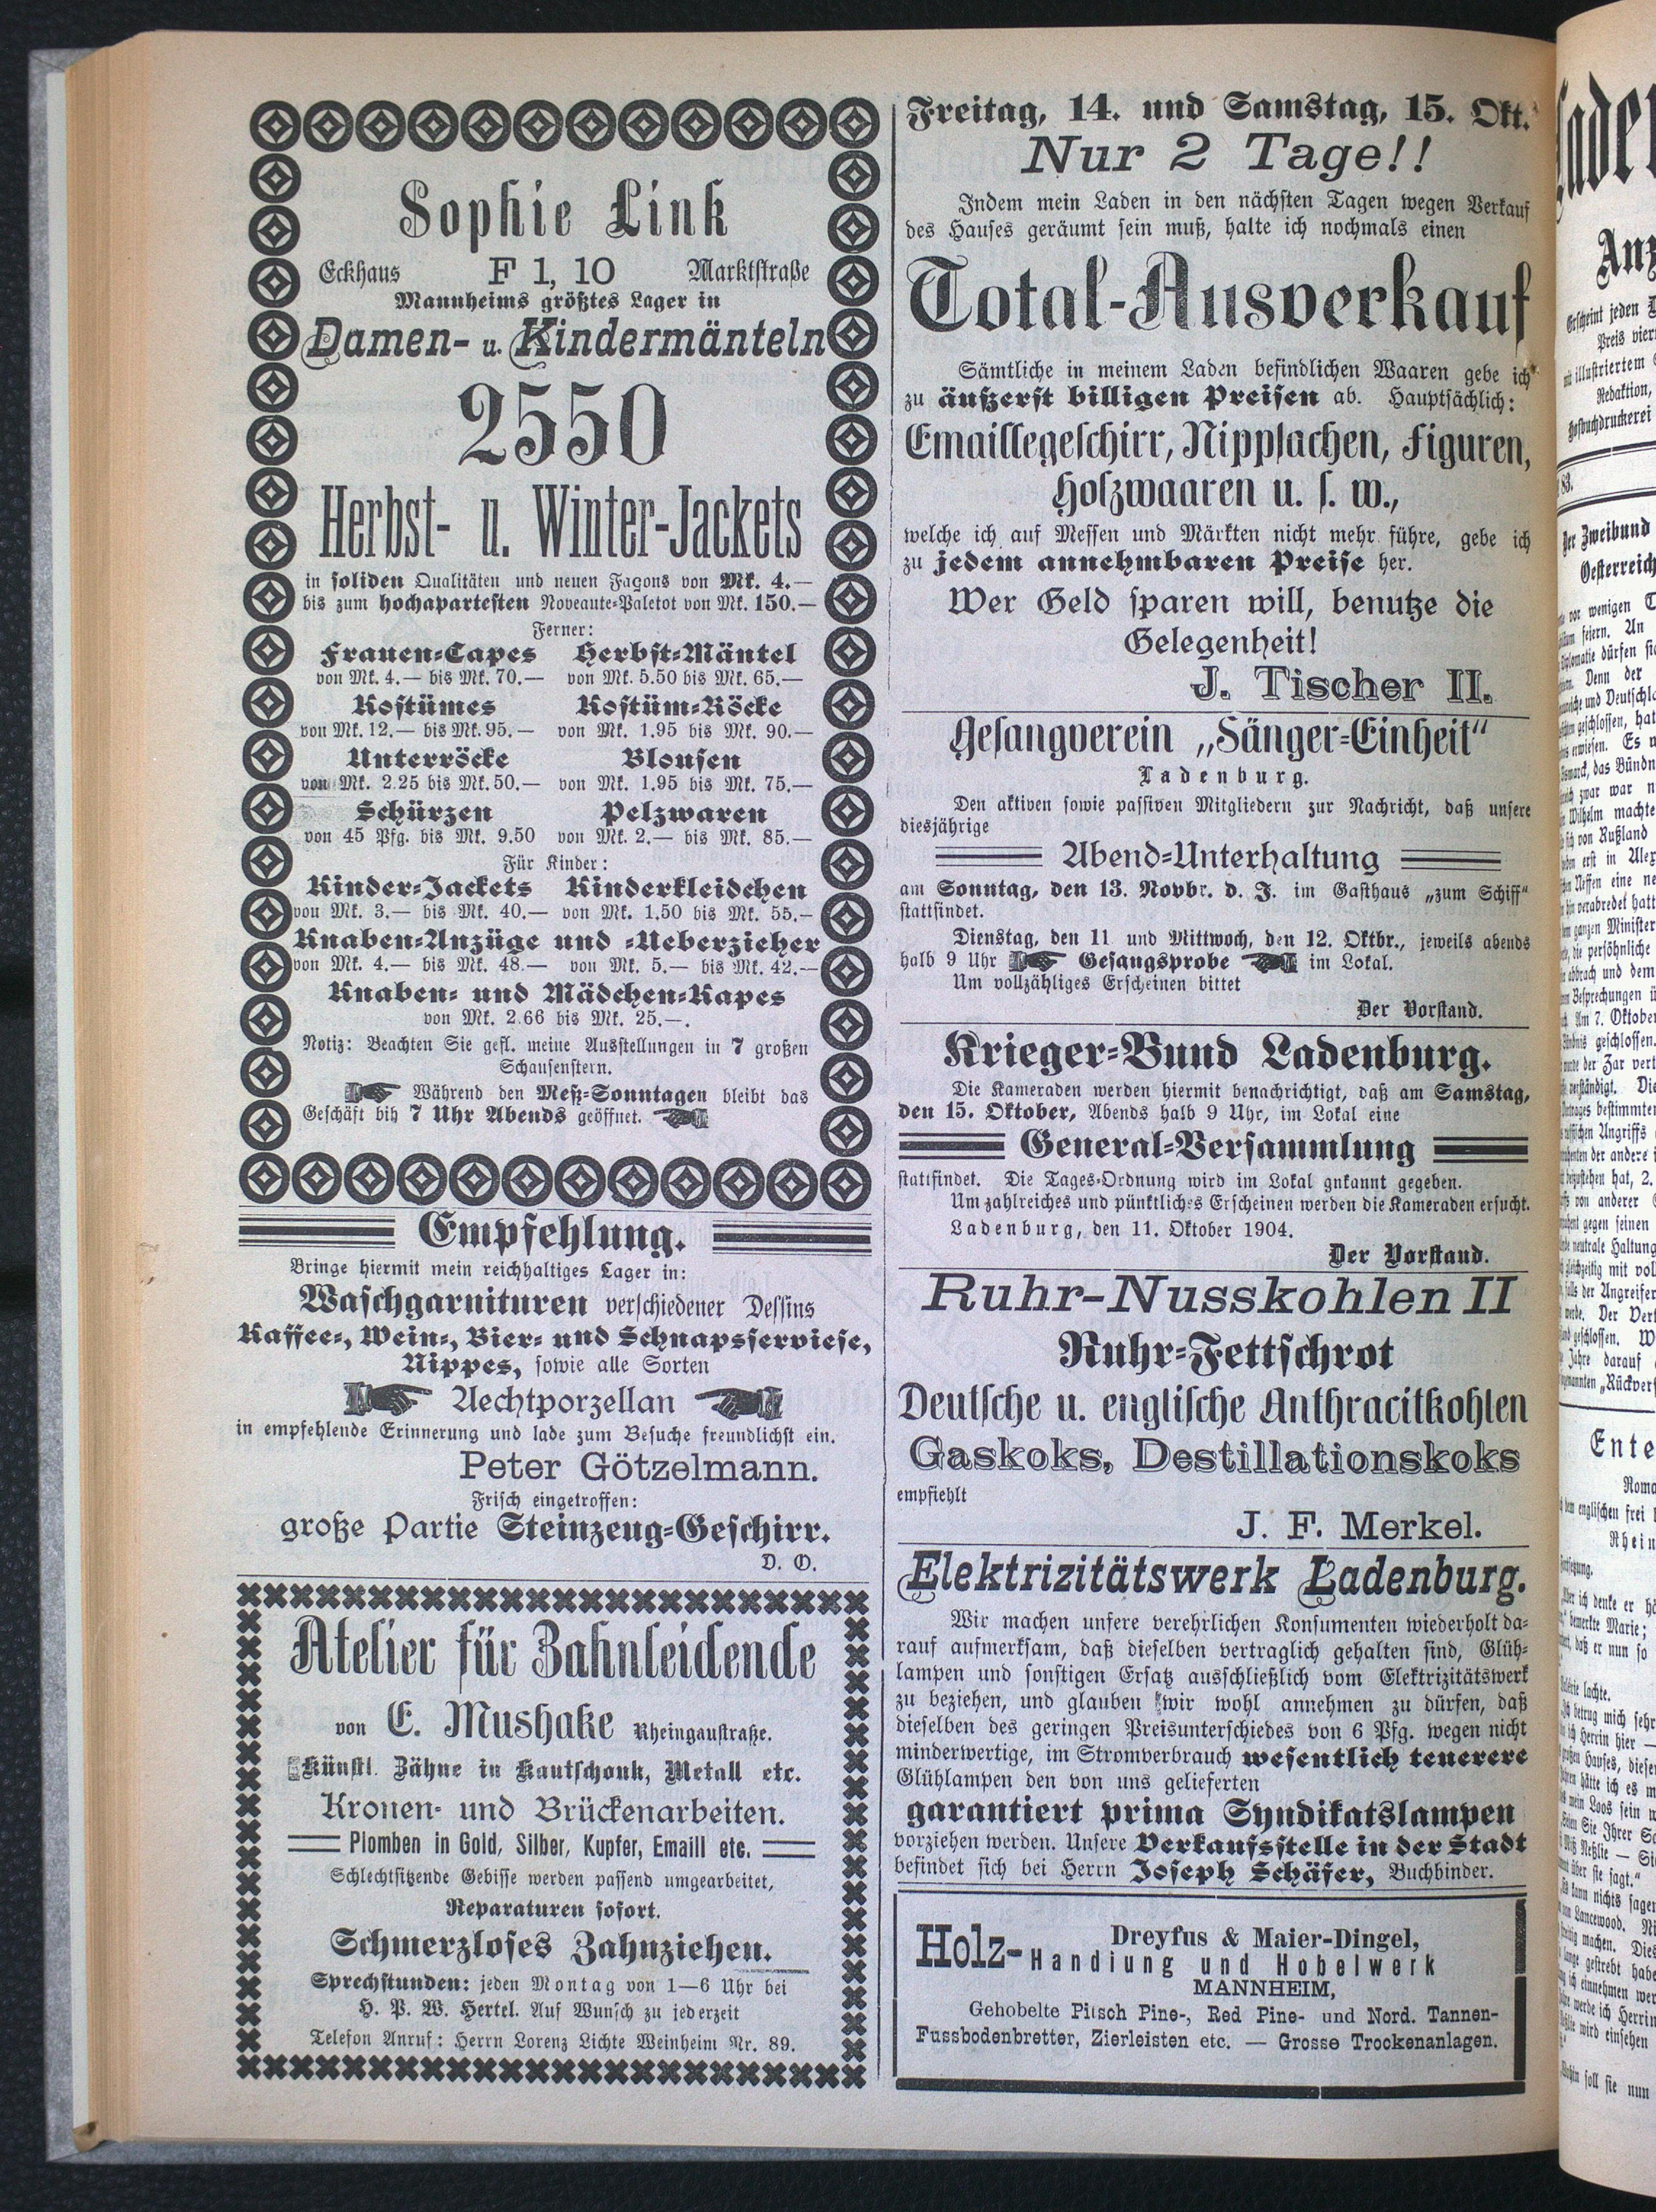 Sophie Link
Eckhaus F 1, 10 Marktstraße
Mannheims größtes Lager in
Damen- u. Kindermänteln
2550
Herbst- u. Winter-Jackets
in soliden Qualitäten und neuen Façons von Mk. 4.—
bis zum hochapartesten Noveaute-Paletot von Mk. 150.—
Ferner:
Frauen-Capes Herbst-Mäntel
von Mk. 4.— bis Mk. 70.— von Mk. 5.50 bis Mk. 65.—
Kostümes Kostüm-Röcke
von Mk. 12.— bis Mk. 95.— von Mk. 1.95 bis Mk. 90.—
Unterröcke Blousen
von Mk. 2.25 bis Mk. 50.— von Mk. 1.95 bis Mk. 75.—
Schürzen Pelzwaren
von 45 Pfg. bis Mk. 9.50 von Mk. 2.— bis Mk. 85.—
Für Kinder:
Kinder-Jackets Kinderkleidchen
von Mk. 3.— bis Mk. 40.— von Mk. 1.50 bis Mk. 55.—
Knaben-Anzüge und -Ueberzieher
von Mk. 4.— bis Mk. 48.— von Mk. 5.— bis Mk. 42.—
Knaben- und Mädchen-Kapes
von Mk. 2.66 bis Mk. 25.—.
Notiz: Beachten Sie gefl. meine Ausstellungen in 7 großen
Schaufenstern.
Während den Meß-Sonntagen bleibt das
Geschäft bih 7 Uhr Abends geöffnet.
Empfehlung.
Bringe hiermit mein reichhaltiges Lager in:
Waschgarnituren verschiedener Dessins
Kaffee-, Wein-, Bier- und Schnapsserviese,
Nippes, sowie alle Sorten
Aechtporzellan
in empfehlende Erinnerung und lade zum Besuche freundlichst ein.
Peter Götzelmann.
Frisch eingetroffen:
große Partie Steinzeug-Geschirr.
D. O.
Atelier für Zahnleidende
von E. Mushake Rheingaustraße.
Künstl. Zähne in Kautschouk, Metall etc.
Kronen- und Brückenarbeiten.
Plomben in Gold, Silber, Kupfer, Emaill etc.
Schlechtsitzende Gebisse werden passend umgearbeitet,
Reparaturen sofort.
Schmerzloses Zahnziehen.
Sprechstunden: jeden Montag von 1—6 Uhr bei
H. P. W. Hertel. Auf Wunsch zu jederzeit
Telefon Anruf: Herrn Lorenz Lichte Weinheim Nr. 89.
Freitag, 14. und Samstag, 15. Okt.
Nur 2 Tage!!
Indem mein Laden in den nächsten Tagen wegen Verkauf
des Hauses geräumt sein muß, halte ich nochmals einen
Total-Ausverkauf
Sämtliche in meinem Laden befindlichen Waaren gebe ich
zu äußerst billigen Preisen ab. Hauptsächlich:
Emaillegeschirr, Nippsachen, Figuren,
Holzwaaren u. s. w.,
welche ich auf Messen und Märkten nicht mehr führe, gebe ich
zu jedem annehmbaren Preise her.
Wer Geld sparen will, benutze die
Gelegenheit!
J. Tischer II.
Gesangverein „Sänger-Einheit“
Ladenburg.
Den aktiven sowie passiven Mitgliedern zur Nachricht, daß unsere
diesjährige
Abend-Unterhaltung
am Sonntag, den 13. Novbr. d. J. im Gasthaus „zum Schiff“
stattfindet.
Dienstag, den 11 und Mittwoch, den 12. Oktbr., jeweils abends
halb 9 Uhr Gesangsprobe im Lokal.
Um vollzähliges Erscheinen bittet
Der Vorstand.
Krieger-Bund Ladenburg.
Die Kameraden werden hiermit benachrichtigt, daß am Samstag,
den 15. Oktober, Abends halb 9 Uhr, im Lokal eine
General-Versammlung
stattfindet. Die Tages-Ordnung wird im Lokal gnkannt gegeben.
Um zahlreiches und pünktliches Erscheinen werden die Kameraden ersucht.
Ladenburg, den 11. Oktober 1904.
Der Vorstand.
Ruhr-Nusskohlen II
Ruhr-Fettschrot
Deutsche u. englische Anthracitkohlen
Gaskoks, Destillationskoks
empfiehlt
J. F. Merkel.
Elektrizitätswerk Ladenburg.
Wir machen unsere verehrlichen Konsumenten wiederholt da-
rauf aufmerksam, daß dieselben vertraglich gehalten sind, Glüh-
lampen und sonstigen Ersatz ausschließlich vom Elektrizitätswerk
zu beziehen, und glauben wir wohl annehmen zu dürfen, daß
dieselben des geringen Preisunterschiedes von 6 Pfg. wegen nicht
minderwertige, im Stromverbrauch wesentlich teuerere
Glühlampen den von uns gelieferten
garantiert prima Syndikatslampen
vorziehen werden. Unsere Verkaufsstelle in der Stadt
befindet sich bei Herrn Joseph Schäfer, Buchbinder.
Dreyfus & Maier-Dingel,
Holz-Handlung und Hobelwerk
MANNHEIM,
Gehobelte Pitsch Pine-, Red Pine- und Nord. Tannen-
Fussbodenbretter, Zierleisten etc. — Grosse Trockenanlagen.